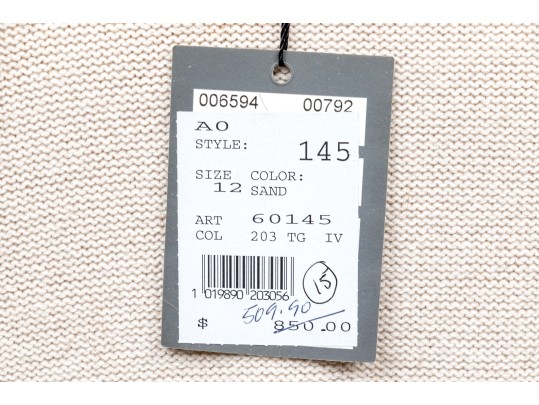 006594 00792
A0
STYLE: 145
SIZE COLOR:
12 SAND
ART 60145
COL 203 TG IV
1 019890 203056
15
509.90
$ 850.00